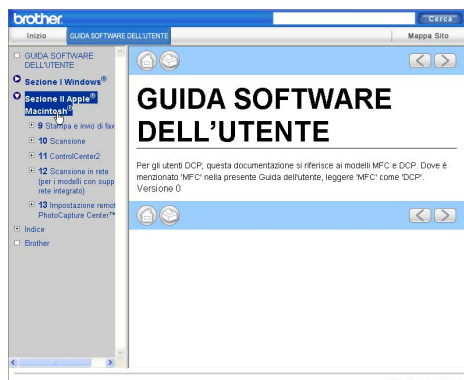 brother.
Cerca
Inizio
GUIDA SOFTWARE DELL'UTENTE
Mappa Sito
GUIDA SOFTWARE
DELL'UTENTE
Sezione I Windows®
Sezione II Apple®
Macintosh®
9 Stampa e invio di fax
10 Scansione
11 ControlCenter2
12 Scansione in rete
(per i modelli con supp
rete integrato)
13 Impostazione remot
PhotoCapture Center™
Indice
Brother
GUIDA SOFTWARE
DELL'UTENTE
Per gli utenti DCP; questa documentazione si riferisce ai modelli MFC e DCP. Dove è
menzionato 'MFC' nella presente Guida dell'utente, leggere 'MFC' come 'DCP'.
Versione 0